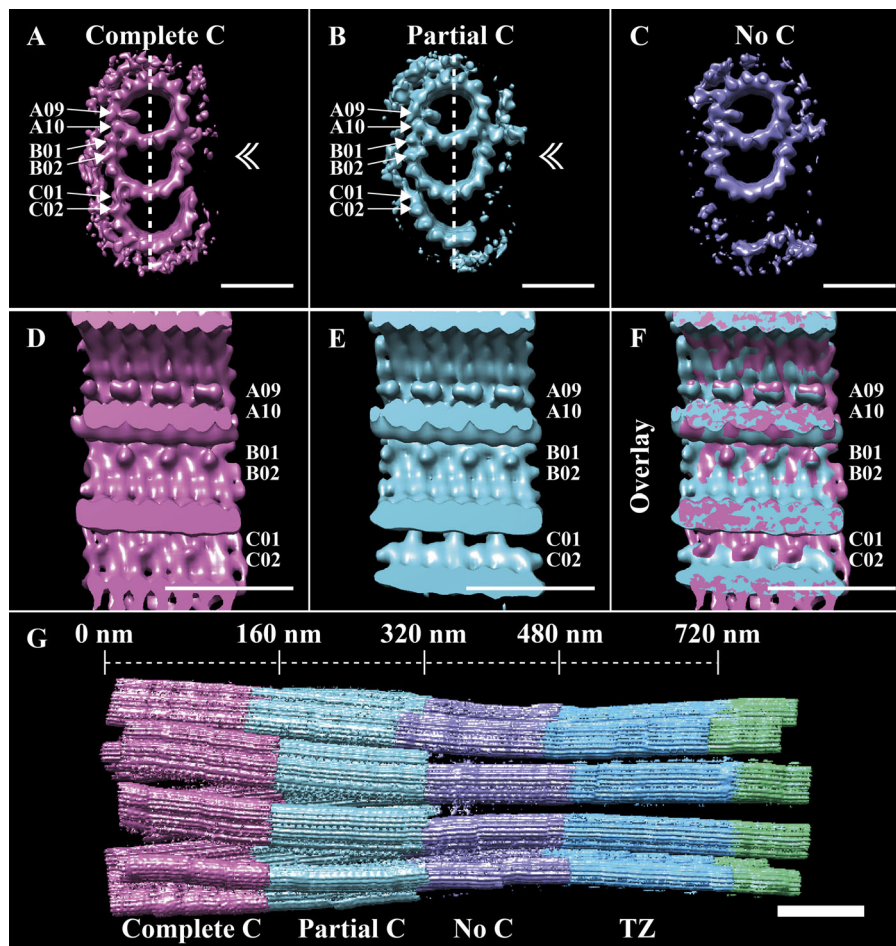 A Complete C
A09
A10
B01
B02
C01
C02
B Partial C
A09
A10
B01
B02
C01
C02
C No C
D
A09
A10
B01
B02
C01
C02
E
A09
A10
B01
B02
C01
C02
F
Overlay
A09
A10
B01
B02
C01
C02
G
0 nm 160 nm 320 nm 480 nm 720 nm
Complete C Partial C No C TZ